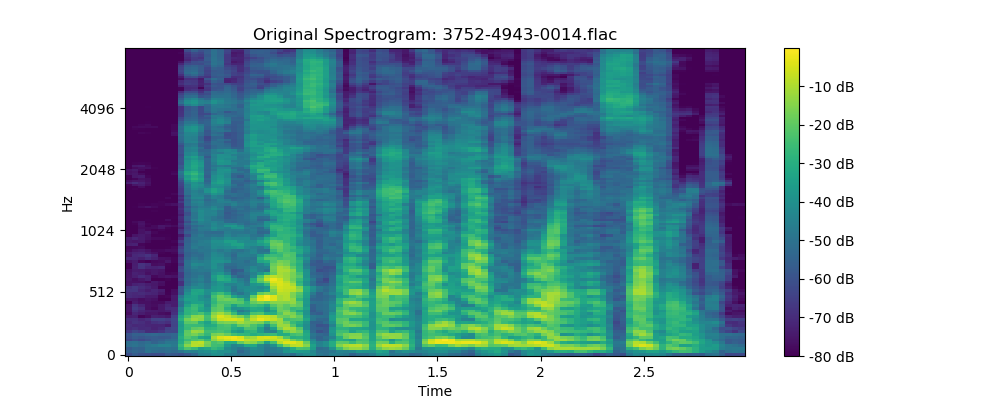 Original Spectrogram: 3752-4943-0014.flac
Hz
4096
2048
1024
512
0
0 0.5 1 1.5 2 2.5
Time
-10 dB
-20 dB
-30 dB
-40 dB
-50 dB
-60 dB
-70 dB
-80 dB